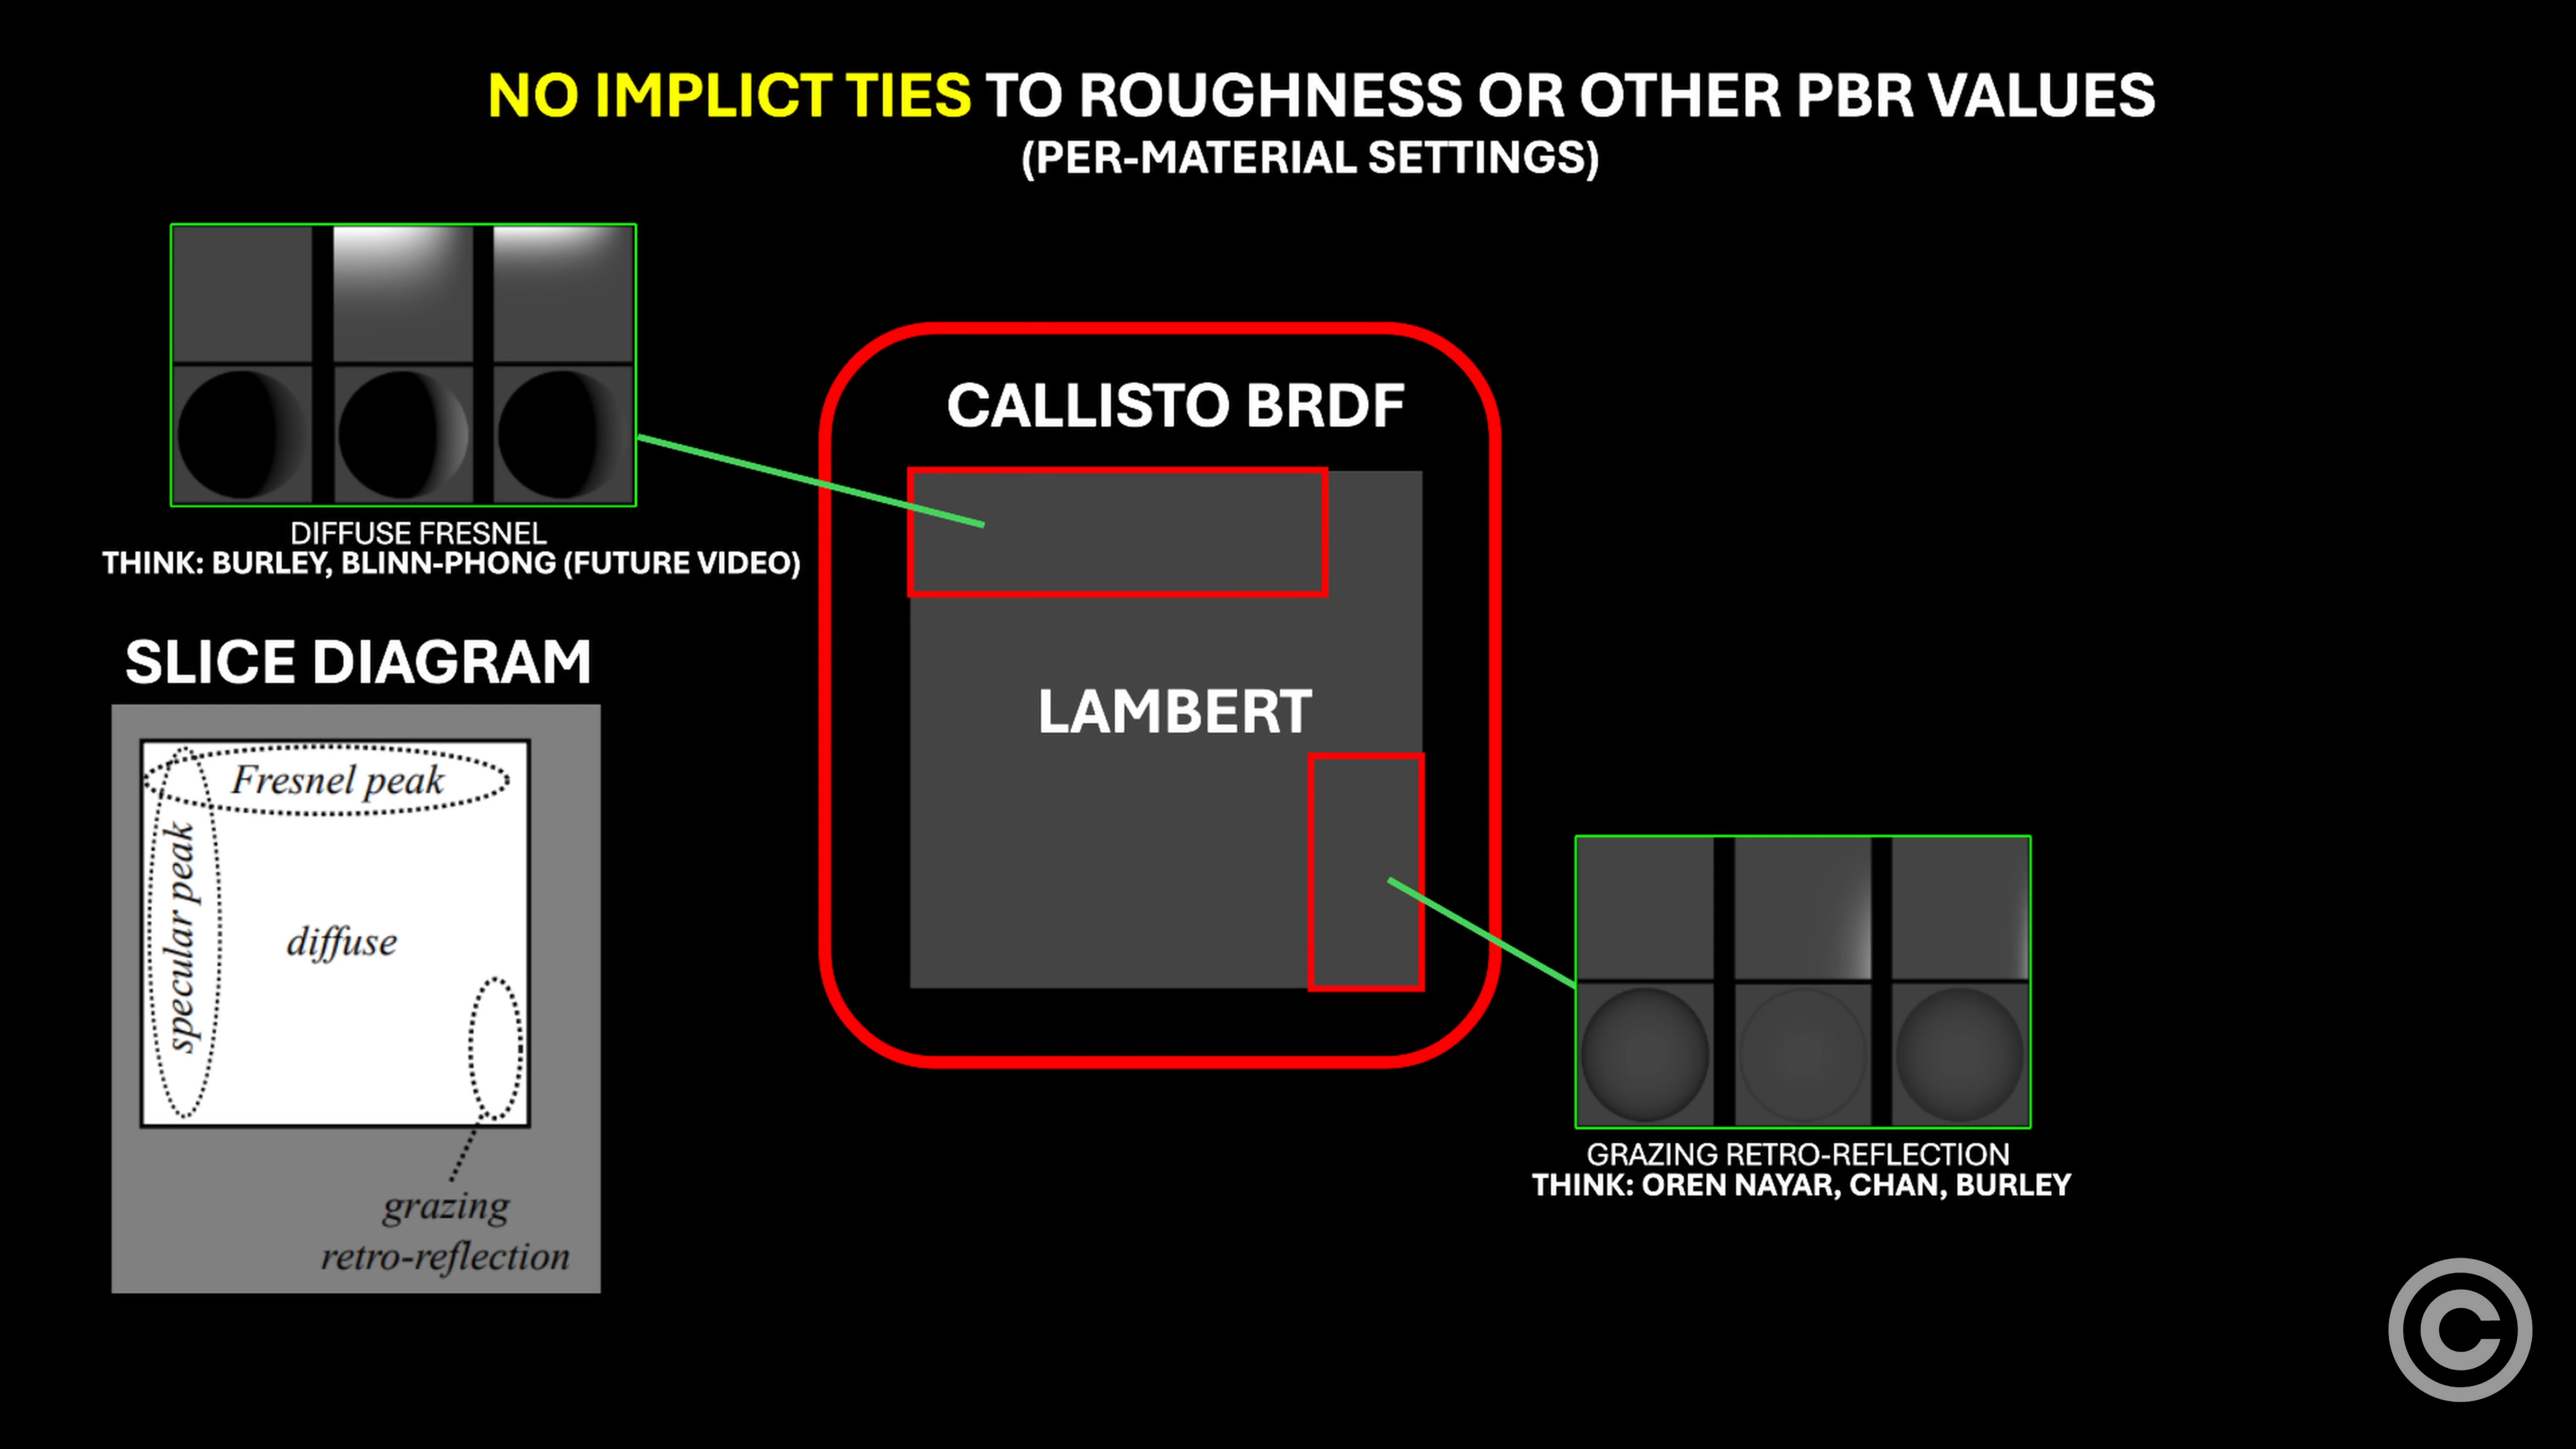 NO IMPLICT TIES TO ROUGHNESS OR OTHER PBR VALUES
(PER-MATERIAL SETTINGS)
DIFFUSE FRESNEL
THINK: BURLEY, BLINN-PHONG (FUTURE VIDEO)
CALLISTO BRDF
LAMBERT
SLICE DIAGRAM
Fresnel peak
specular peak
diffuse
grazing
retro-reflection
GRAZING RETRO-REFLECTION
THINK: OREN NAYAR, CHAN, BURLEY
©